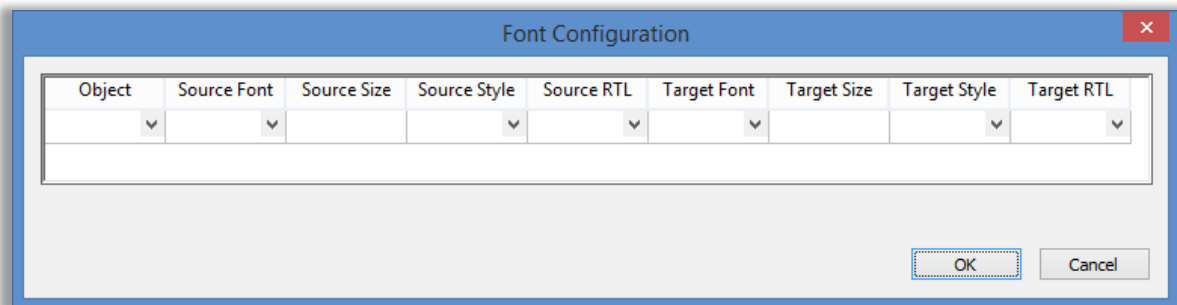 Font Configuration
Object Source Font Source Size Source Style Source RTL Target Font Target Size Target Style Target RTL
OK Cancel